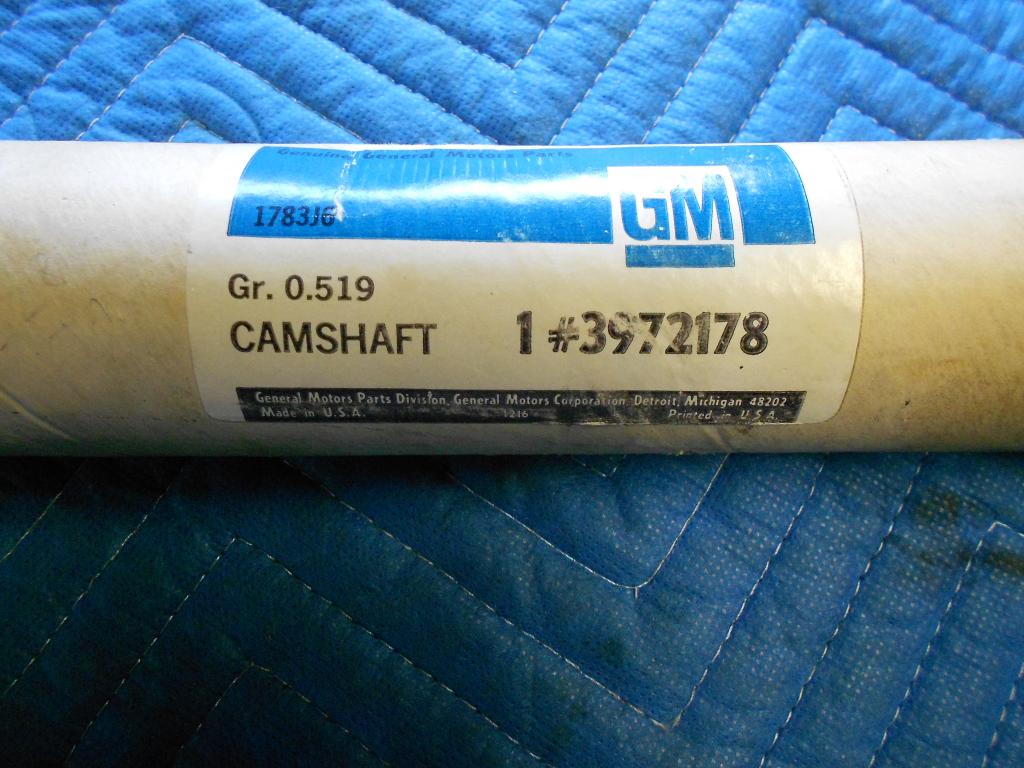 Genuine General Motors Parts
1783J6
GM
Gr. 0.519
CAMSHAFT 1 #3972178
General Motors Parts Division, General Motors Corporation, Detroit, Michigan 48202
Made in U.S.A. 1216 Printed in U.S.A.